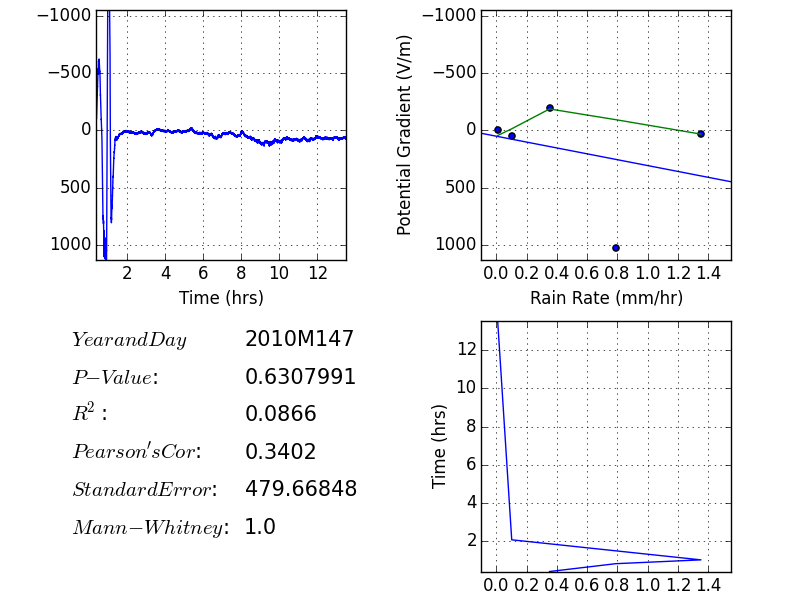 −1000
−500
0
500
1000
2 4 6 8 10 12
Time (hrs)
Potential Gradient (V/m)
−1000
−500
0
500
1000
0.0 0.2 0.4 0.6 0.8 1.0 1.2 1.4
Rain Rate (mm/hr)
YearandDay 2010M147
P−Value: 0.6307991
R²: 0.0866
Pearson′sCor: 0.3402
StandardError: 479.66848
Mann−Whitney: 1.0
Time (hrs)
12
10
8
6
4
2
0.0 0.2 0.4 0.6 0.8 1.0 1.2 1.4